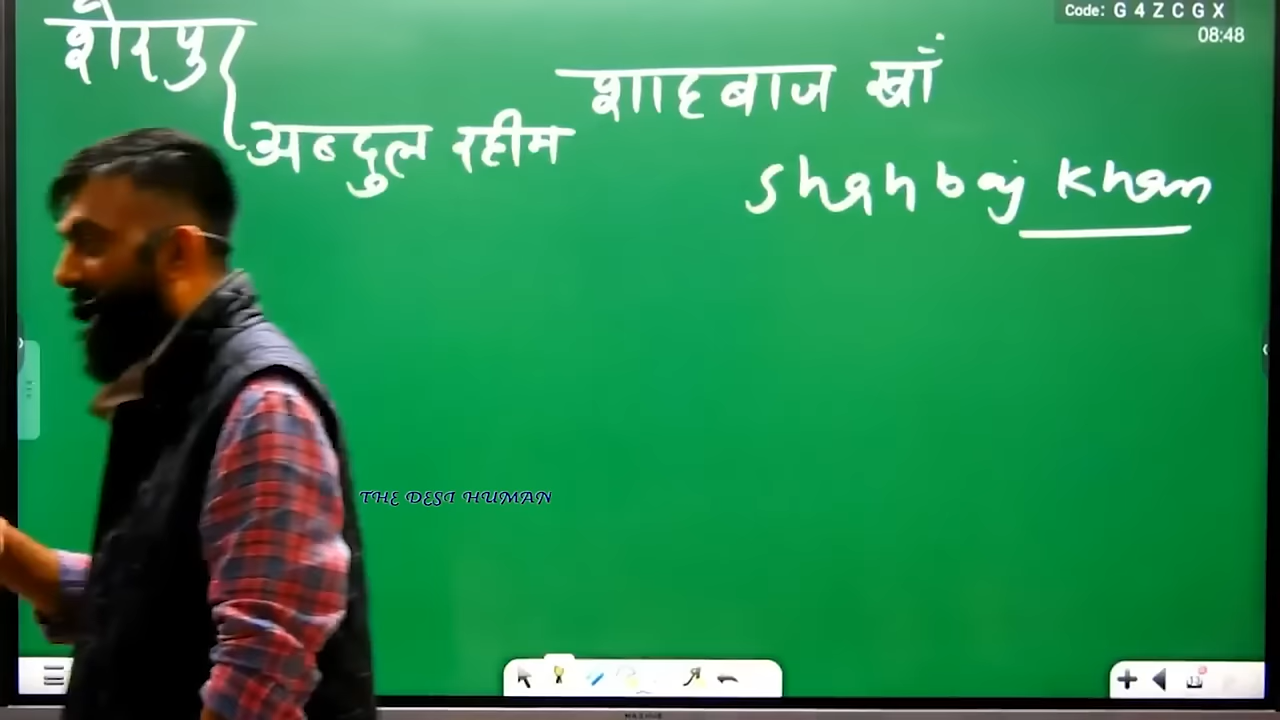 Code: G 4 Z C G X
08:48
शेरपुर
शाहबाज खाँ
अब्दुल रहीम
Shahbaj Khan
THE DESI HUMAN